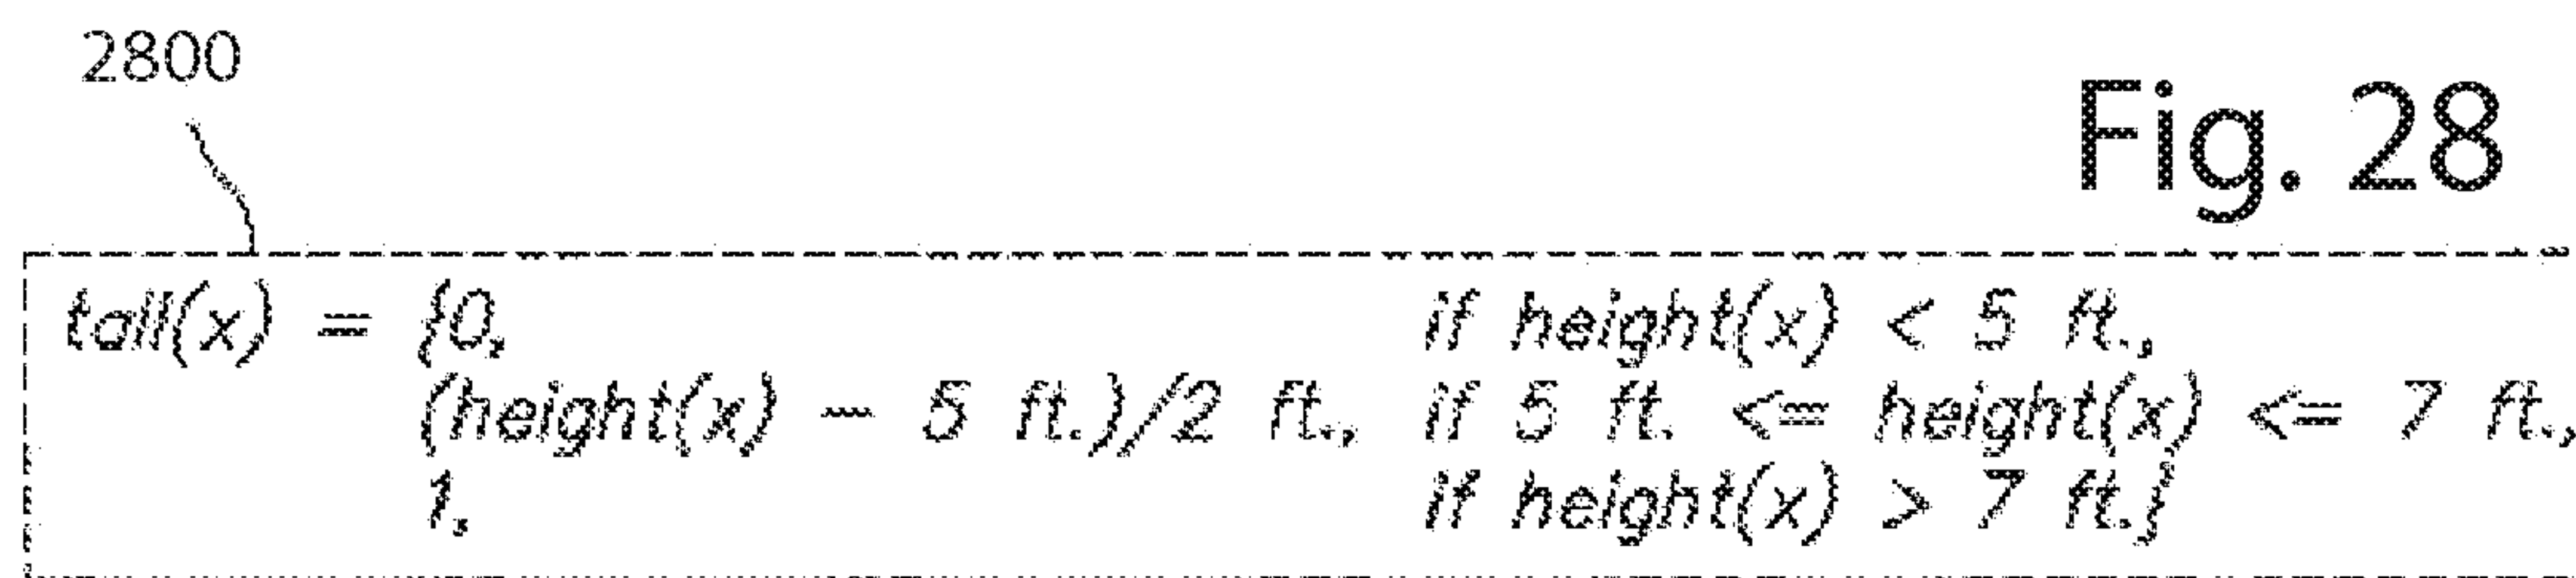 2800
Fig. 28
tall(x) = {0, if height(x) < 5 ft.,
(height(x) - 5 ft.)/2 ft., if 5 ft. <= height(x) <= 7 ft.,
1, if height(x) > 7 ft.}